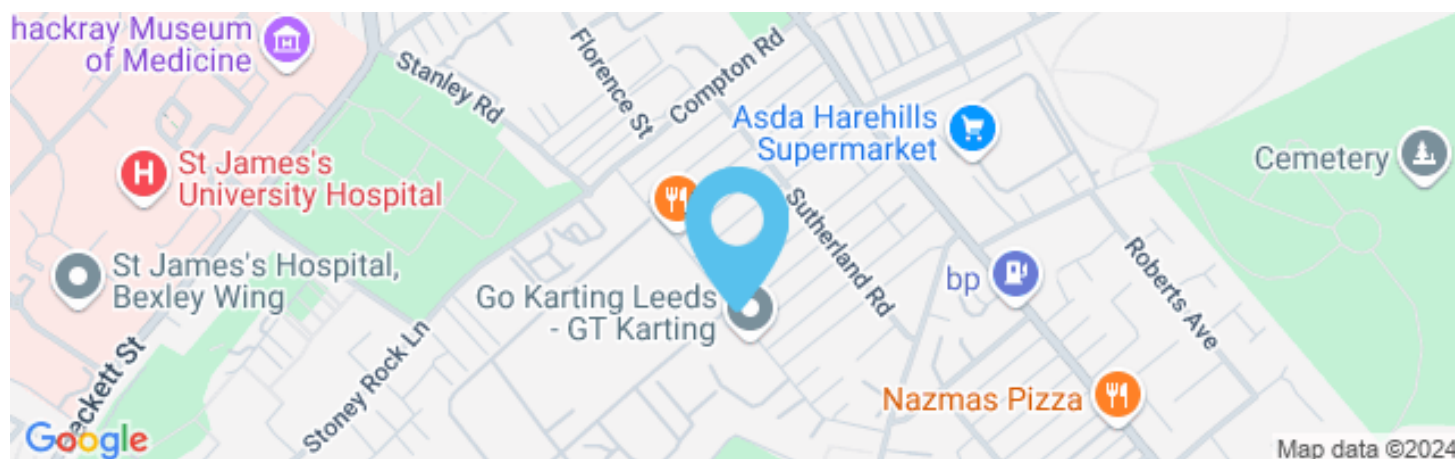 hackray Museum
of Medicine
Stanley Rd
Florence St
Compton Rd
Asda Harehills
Supermarket
Cemetery
H
St James's
University Hospital
St James's Hospital,
Bexley Wing
Sutherland Rd
bp
Roberts Ave
Go Karting Leeds
- GT Karting
Stoney Rock Ln
eckett St
Nazmas Pizza
Google
Map data ©2024